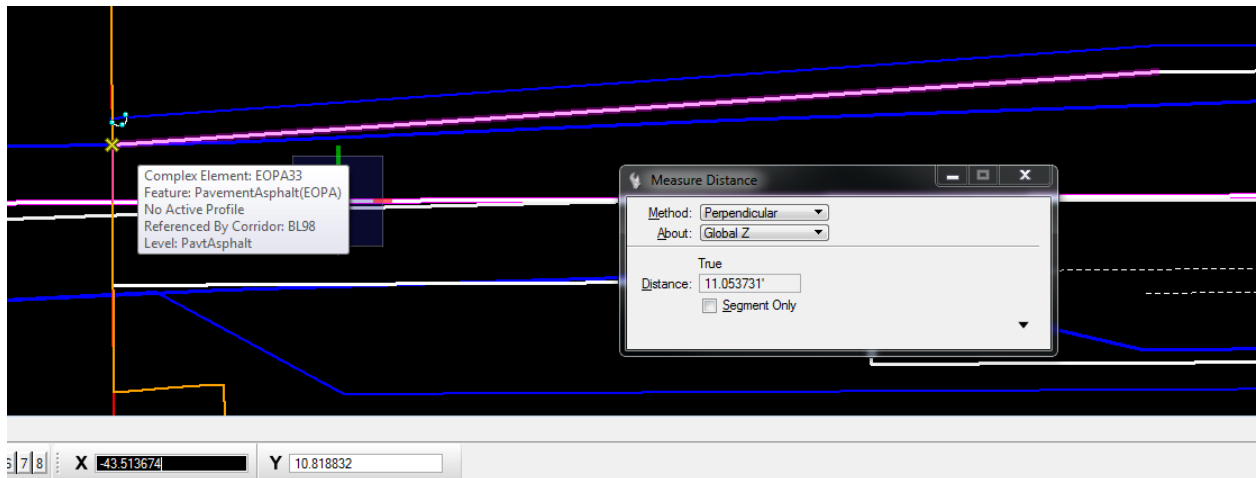 Complex Element: EOPA33
Feature: PavementAsphalt(EOPA)
No Active Profile
Referenced By Corridor: BL98
Level: PavtAsphalt
Measure Distance
Method: Perpendicular
About: Global Z
True
Distance: 11.053731'
Segment Only
7 8 X -43.513674 Y 10.818832